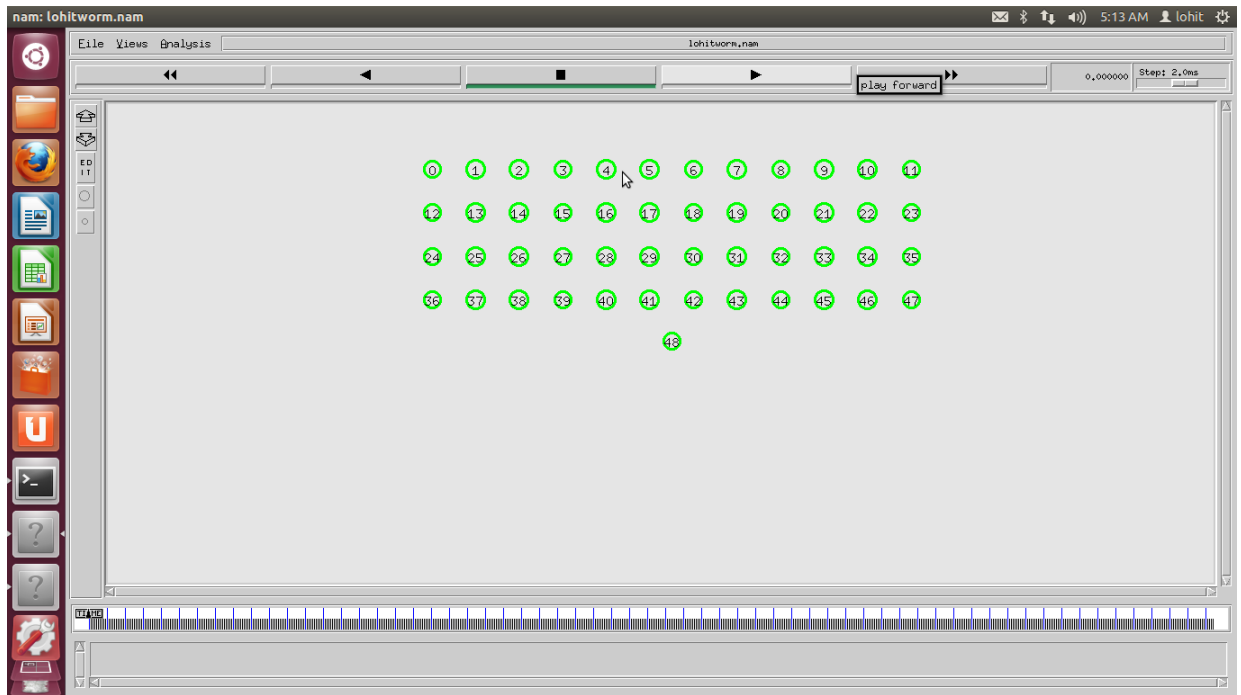 nam: lohitworm.nam
5:13 AM lohit
File Views Analysis lohitworm.nam
0.000000 Step: 2.0ms
play forward
ED
IT
0 1 2 3 4 5 6 7 8 9 10 11
12 13 14 15 16 17 18 19 20 21 22 23
24 25 26 27 28 29 30 31 32 33 34 35
36 37 38 39 40 41 42 43 44 45 46 47
48
TIME